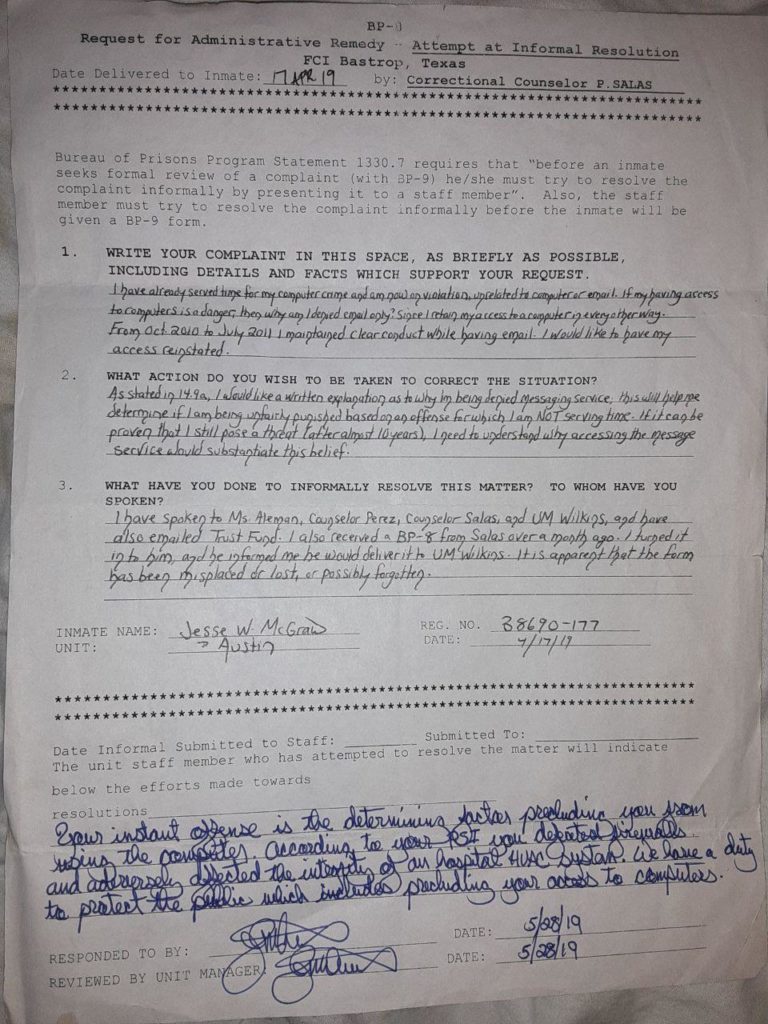 BP-8
Request for Administrative Remedy - Attempt at Informal Resolution
FCI Bastrop, Texas
Date Delivered to Inmate: 17 APR 19 by: Correctional Counselor P.SALAS
****************************************************************************
****************************************************************************
Bureau of Prisons Program Statement 1330.7 requires that "before an inmate
seeks formal review of a complaint (with BP-9) he/she must try to resolve the
complaint informally by presenting it to a staff member". Also, the staff
member must try to resolve the complaint informally before the inmate will be
given a BP-9 form.
1. WRITE YOUR COMPLAINT IN THIS SPACE, AS BRIEFLY AS POSSIBLE,
INCLUDING DETAILS AND FACTS WHICH SUPPORT YOUR REQUEST.
I have already served time for my computer crime and am now on violation, unrelated to computer or email. If my having access
to computers is a danger, then why am I denied email only? Since I retain my access to a computer in every other way.
From Oct 2010 to July 2011 I maintained clear conduct while having email. I would like to have my
access reinstated.
2. WHAT ACTION DO YOU WISH TO BE TAKEN TO CORRECT THE SITUATION?
As stated in 14.9a, I would like a written explanation as to why I'm being denied messaging service, this will help me
determine if I am being unfairly punished based on an offense for which I am NOT serving time. If it can be
proven that I still pose a threat (after almost 10 years), I need to understand why accessing the message
service would substantiate this belief.
3. WHAT HAVE YOU DONE TO INFORMALLY RESOLVE THIS MATTER? TO WHOM HAVE YOU
SPOKEN?
I have spoken to Ms. Aleman, Counselor Perez, Counselor Salas, and UM Wilkins, and have
also emailed Trust Fund. I also received a BP-8 from Salas over a month ago. I turned it
in to him, and he informed me he would deliver it to UM Wilkins. It is apparent that the form
has been misplaced or lost, or possibly forgotten.
INMATE NAME: Jesse W. McGraw REG. NO. 38690-177
UNIT: Austin DATE: 4/17/19
****************************************************************************
****************************************************************************
Date Informal Submitted to Staff: Submitted To:
The unit staff member who has attempted to resolve the matter will indicate
below the efforts made towards
resolutions
Your instant offense is the determining factor precluding you from
using the computer. According to your PSI you defeated firewalls
and adversely affected the integrity of an hospital HVAC System. We have a duty
to protect the public which includes precluding your access to computers.
RESPONDED TO BY: DATE: 5/28/19
REVIEWED BY UNIT MANAGER: DATE: 5/28/19